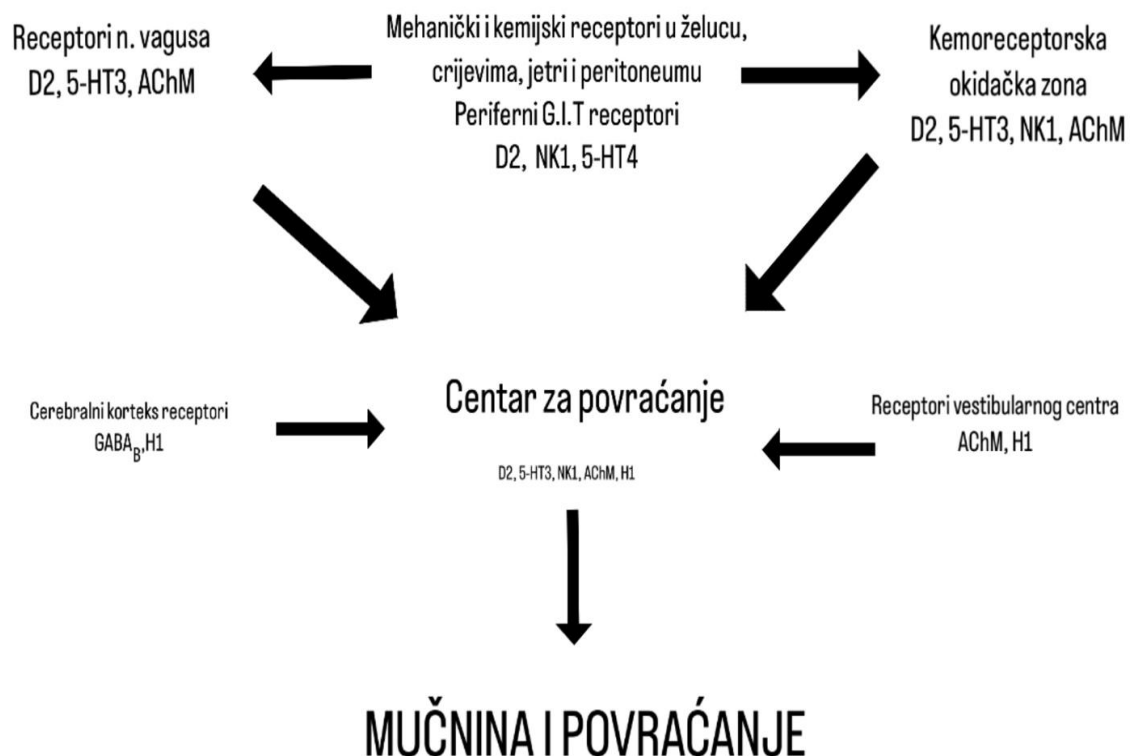 Receptori n. vagusa
D2, 5-HT3, AChM
Mehanički i kemijski receptori u želucu,
crijevima, jetri i peritoneumu
Periferni G.I.T receptori
D2, NK1, 5-HT4
Kemoreceptorska
okidačka zona
D2, 5-HT3, NK1, AChM
Cerebralni korteks receptori
GABA_B,H1
Centar za povraćanje
D2, 5-HT3, NK1, AChM, H1
Receptori vestibularnog centra
AChM, H1
MUČNINA I POVRAĆANJE